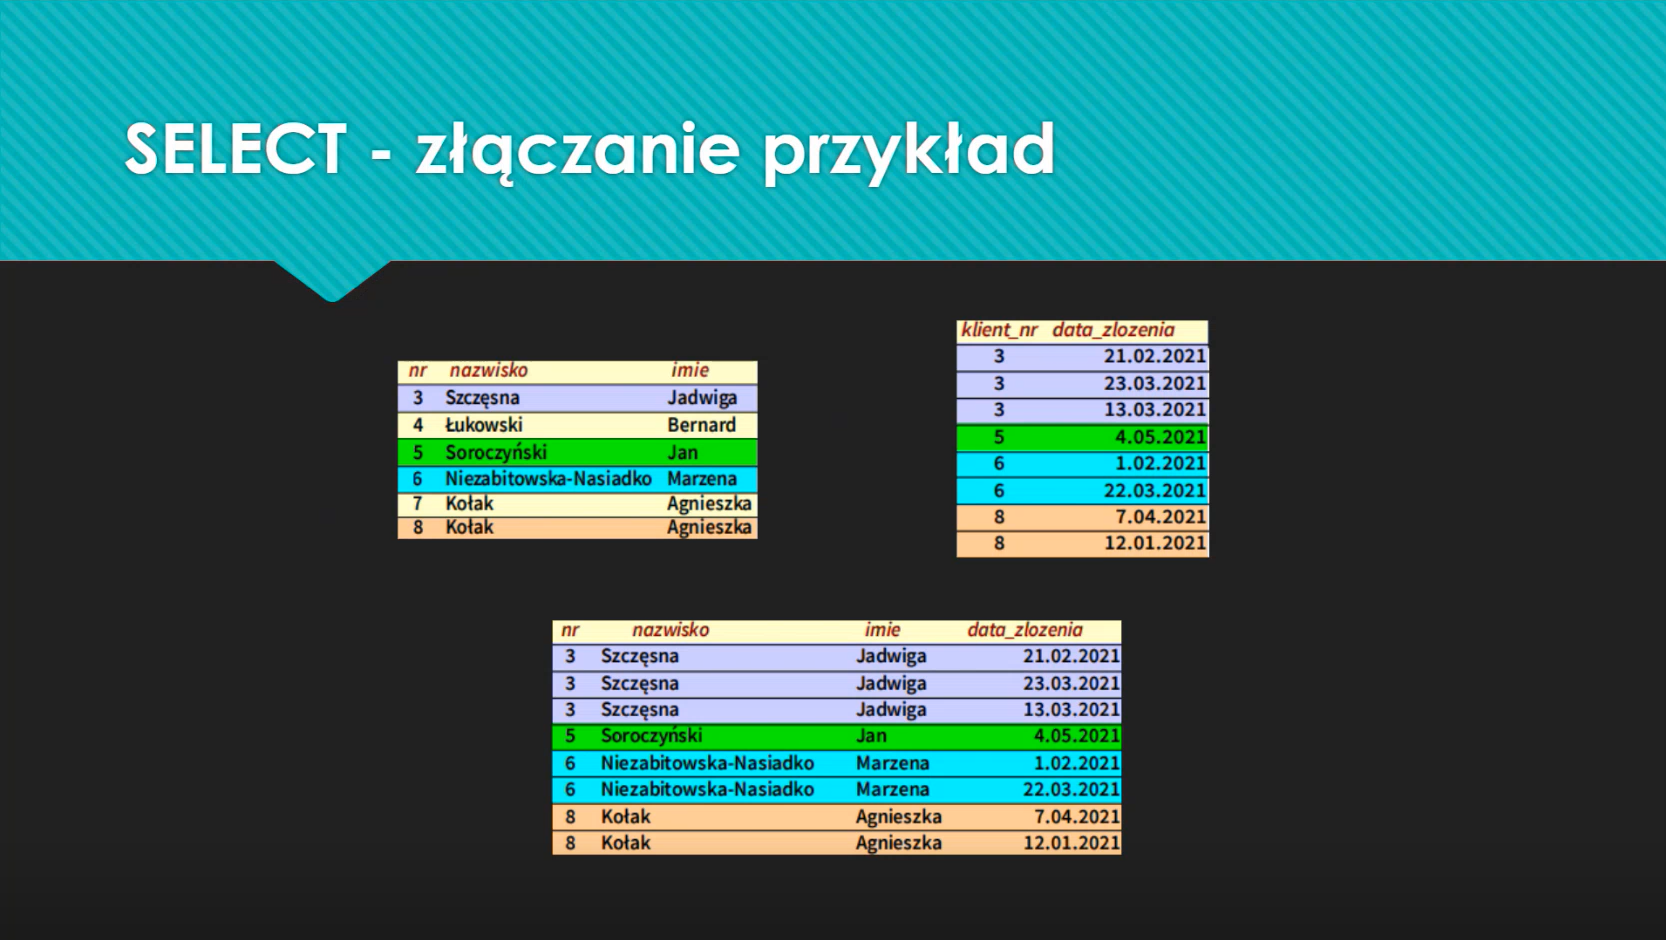 SELECT - złączanie przykład
nr nazwisko imie
3 Szczęsna Jadwiga
4 Łukowski Bernard
5 Soroczyński Jan
6 Niezabitowska-Nasiadko Marzena
7 Kołak Agnieszka
8 Kołak Agnieszka
klient_nr data_zlozenia
3 21.02.2021
3 23.03.2021
3 13.03.2021
5 4.05.2021
6 1.02.2021
6 22.03.2021
8 7.04.2021
8 12.01.2021
nr nazwisko imie data_zlozenia
3 Szczęsna Jadwiga 21.02.2021
3 Szczęsna Jadwiga 23.03.2021
3 Szczęsna Jadwiga 13.03.2021
5 Soroczyński Jan 4.05.2021
6 Niezabitowska-Nasiadko Marzena 1.02.2021
6 Niezabitowska-Nasiadko Marzena 22.03.2021
8 Kołak Agnieszka 7.04.2021
8 Kołak Agnieszka 12.01.2021